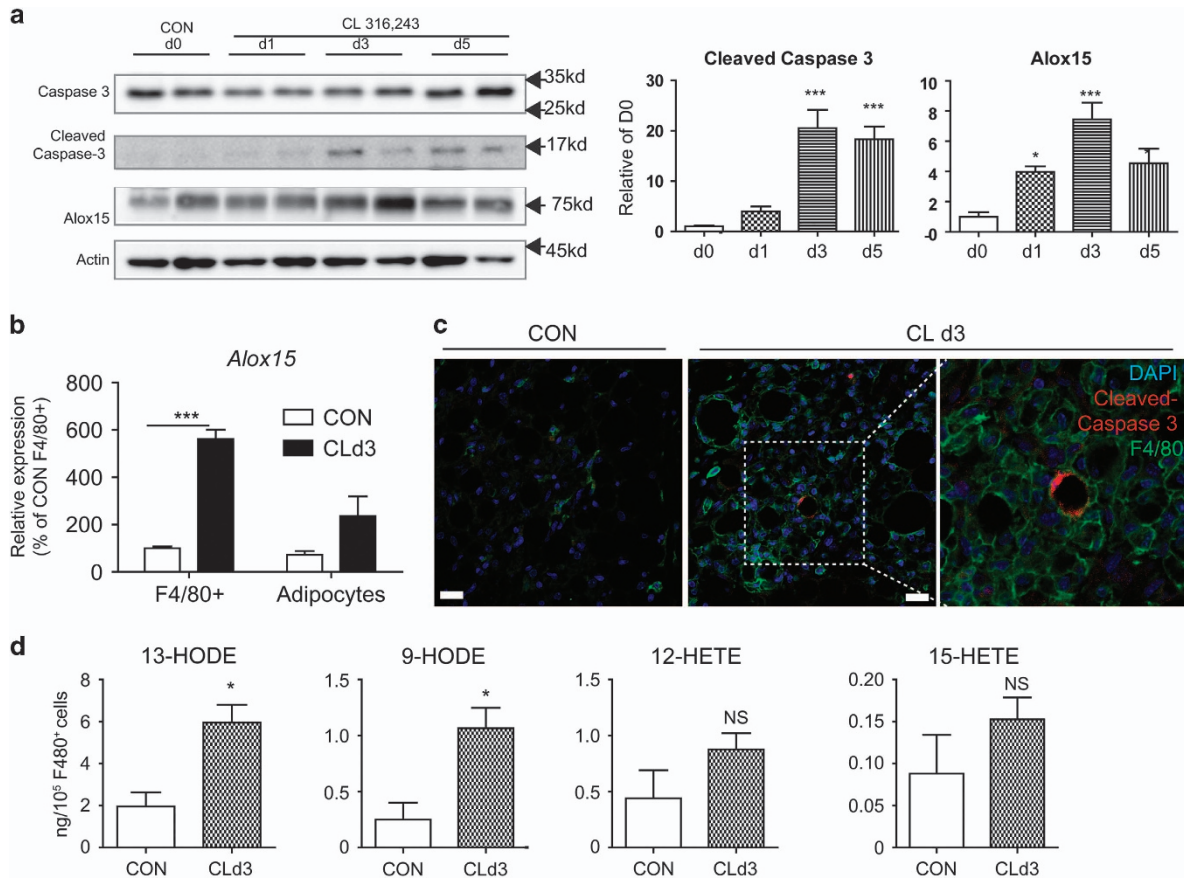 a
CON
CL 316,243
d0
d1
d3
d5
Caspase 3
35kd
25kd
Cleaved
Caspase-3
17kd
Alox15
75kd
Actin
45kd
Cleaved Caspase 3
Relative of D0
30
20
10
0
***
***
d0
d1
d3
d5
Alox15
10
8
6
4
2
-0
*
***
*
d0
d1
d3
d5
b
Alox15
Relative expression
(% of CON F4/80+)
800
600
400
200
0
***
CON
CLd3
F4/80+
Adipocytes
c
CON
CL d3
DAPI
Cleaved-
Caspase 3
F4/80
d
13-HODE
ng/10⁵ F480⁺ cells
8
6
4
2
0
*
CON
CLd3
9-HODE
1.5
1.0
0.5
0.0
*
CON
CLd3
12-HETE
1.5
1.0
0.5
0.0
NS
CON
CLd3
15-HETE
0.20
0.15
0.10
0.05
0.00
NS
CON
CLd3